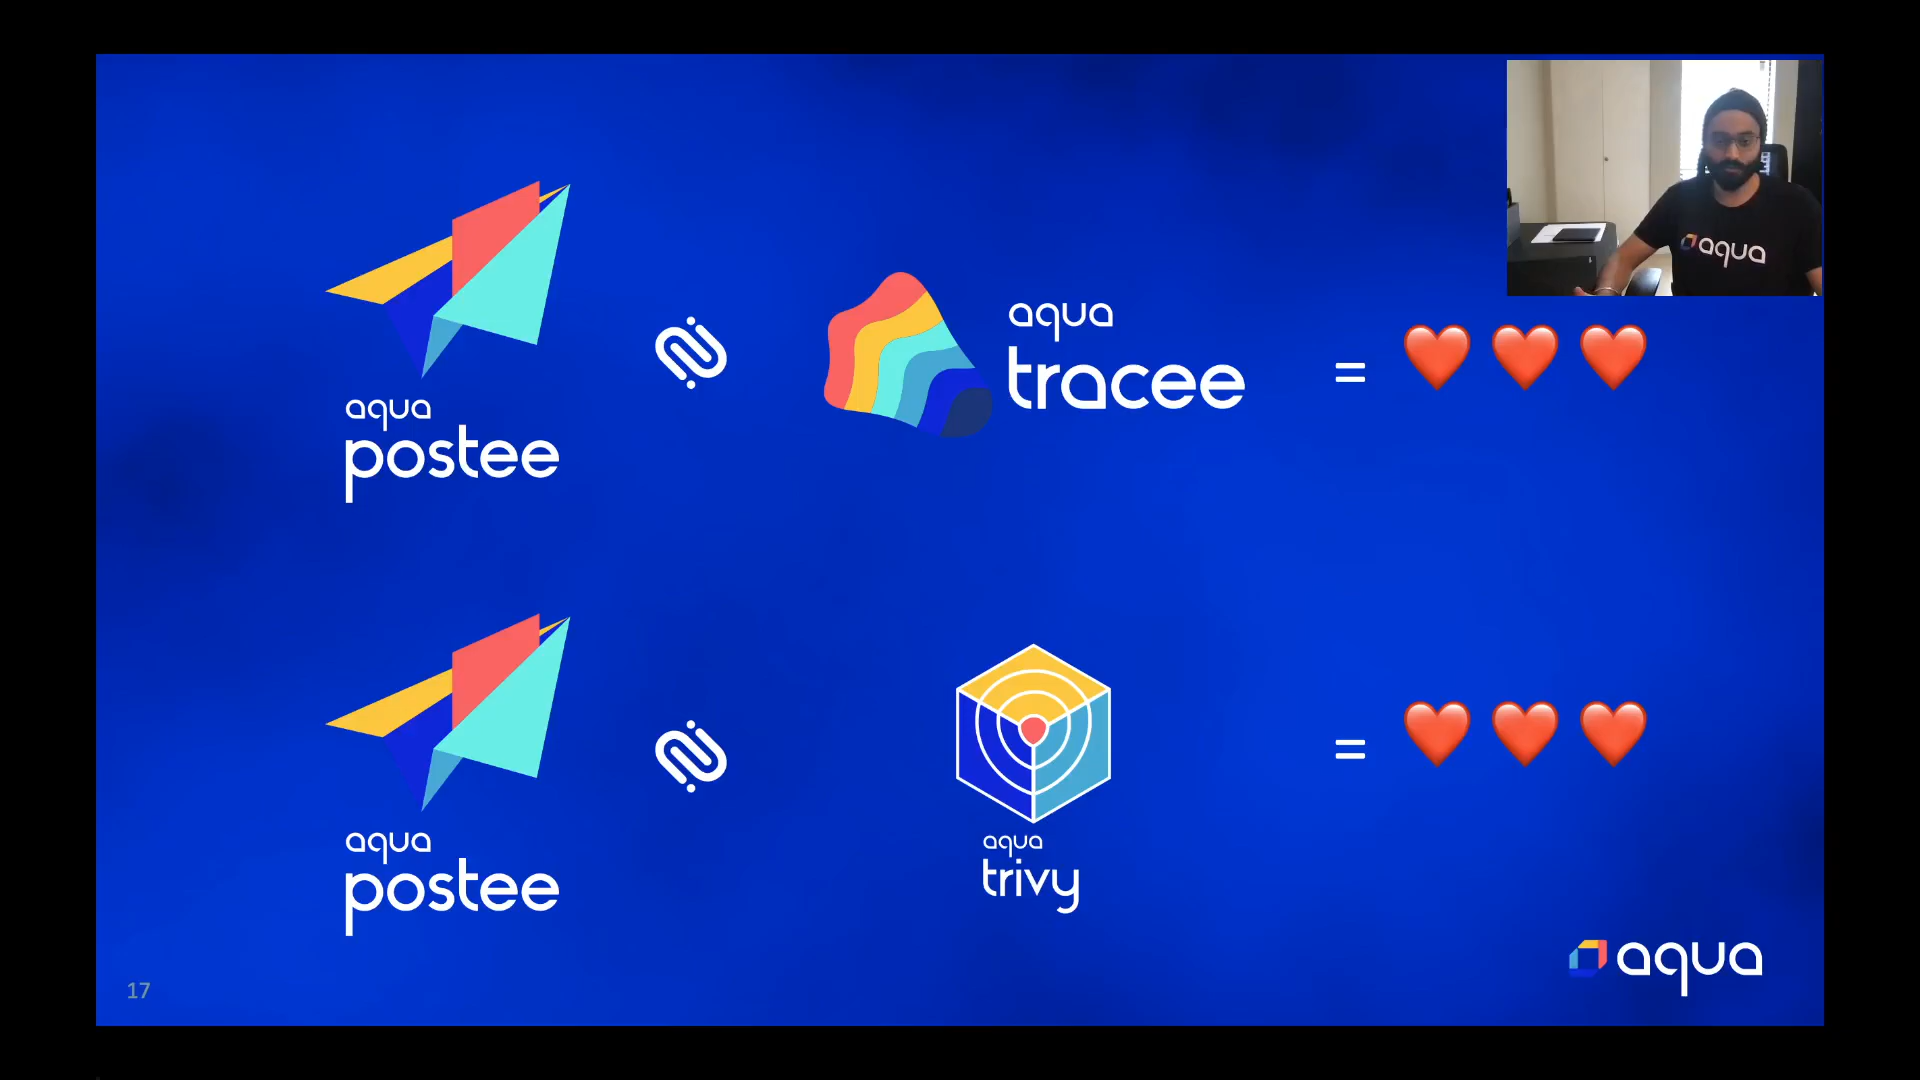 aqua
aqua
tracee
=
aqua
postee
=
aqua
postee
aqua
trivy
aqua
17